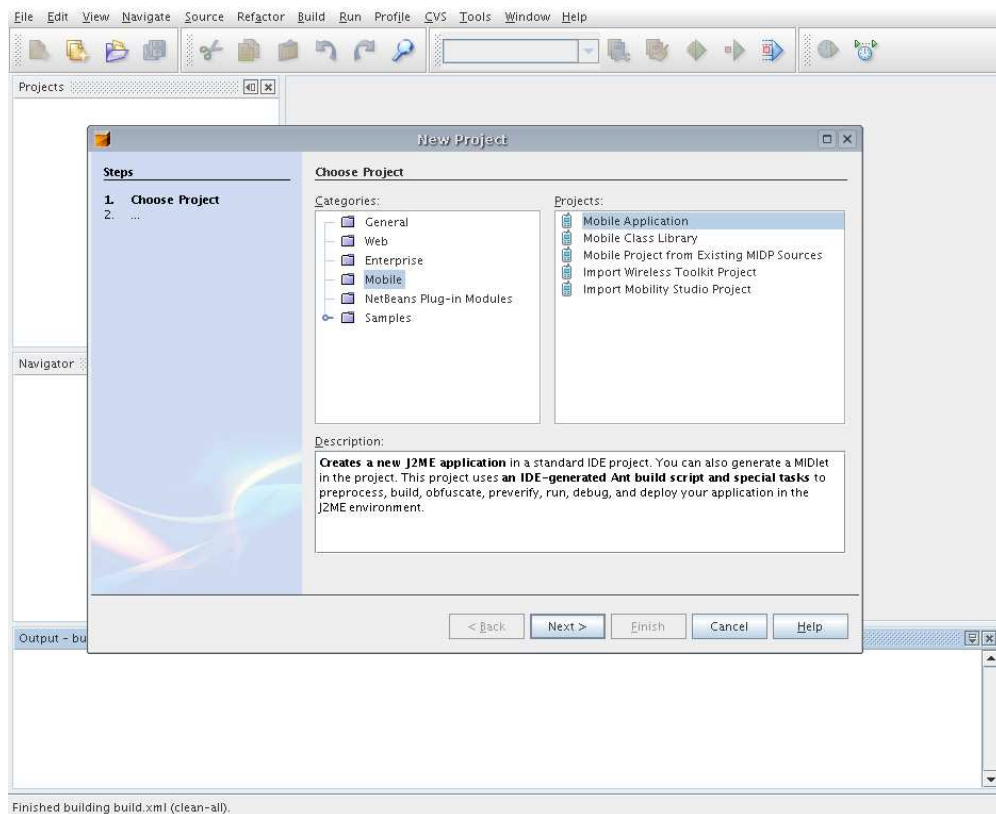 File Edit View Navigate Source Refactor Build Run Profile CVS Tools Window Help
Projects
New Project
Steps
1. Choose Project
2. ...
Choose Project
Categories:
General
Web
Enterprise
Mobile
NetBeans Plug-in Modules
Samples
Projects:
Mobile Application
Mobile Class Library
Mobile Project from Existing MIDP Sources
Import Wireless Toolkit Project
Import Mobility Studio Project
Description:
Creates a new J2ME application in a standard IDE project. You can also generate a MIDlet
in the project. This project uses an IDE-generated Ant build script and special tasks to
preprocess, build, obfuscate, preverify, run, debug, and deploy your application in the
J2ME environment.
Navigator
< Back Next > Finish Cancel Help
Output - bu
Finished building build.xml (clean-all).